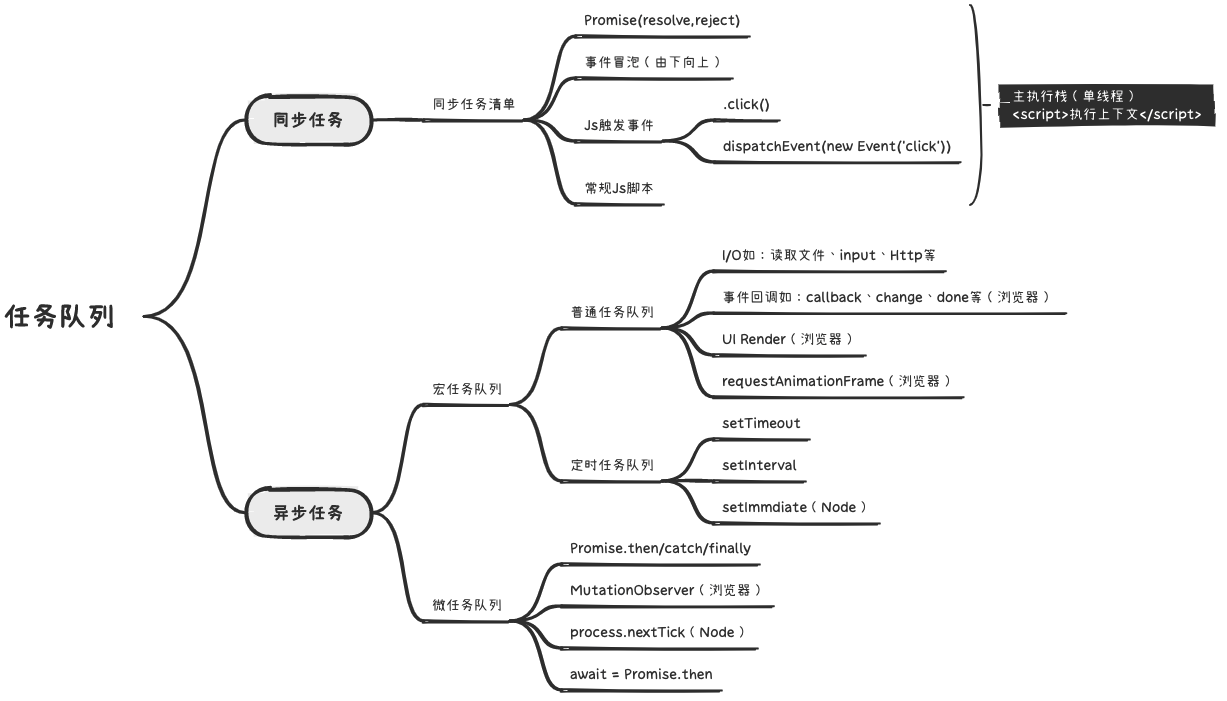 任务队列
同步任务
同步任务清单
Promise(resolve,reject)
事件冒泡（由下向上）
Js触发事件
.click()
dispatchEvent(new Event('click'))
常规Js脚本
主执行栈（单线程）
<script>执行上下文</script>
异步任务
宏任务队列
普通任务队列
I/O如：读取文件、input、Http等
事件回调如：callback、change、done等（浏览器）
UI Render（浏览器）
requestAnimationFrame（浏览器）
定时任务队列
setTimeout
setInterval
setImmdiate（Node）
微任务队列
Promise.then/catch/finally
MutationObserver（浏览器）
process.nextTick（Node）
await = Promise.then